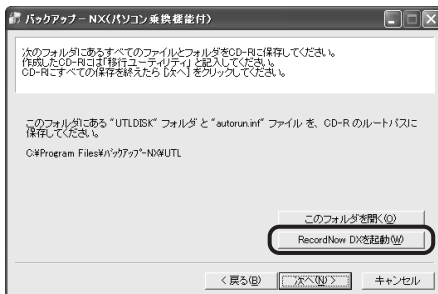 バックアップ－NX(パソコン乗換機能付)
次のフォルダにあるすべてのファイルとフォルダをCD-Rに保存してください。
作成したCD-Rには「移行ユーティリティ」と記入してください。
CD-Rにすべての保存を終えたら [次へ] をクリックしてください。
このフォルダにある "UTLDISK" フォルダ と "autorun.inf" ファイル を、CD-R のルートパスに
保存してください。
C:¥Program Files¥ﾊﾞｯｸｱｯﾌﾟ-NX¥UTL
このフォルダを開く(O)
RecordNow DXを起動(W)
< 戻る(B)
次へ(N) >
キャンセル